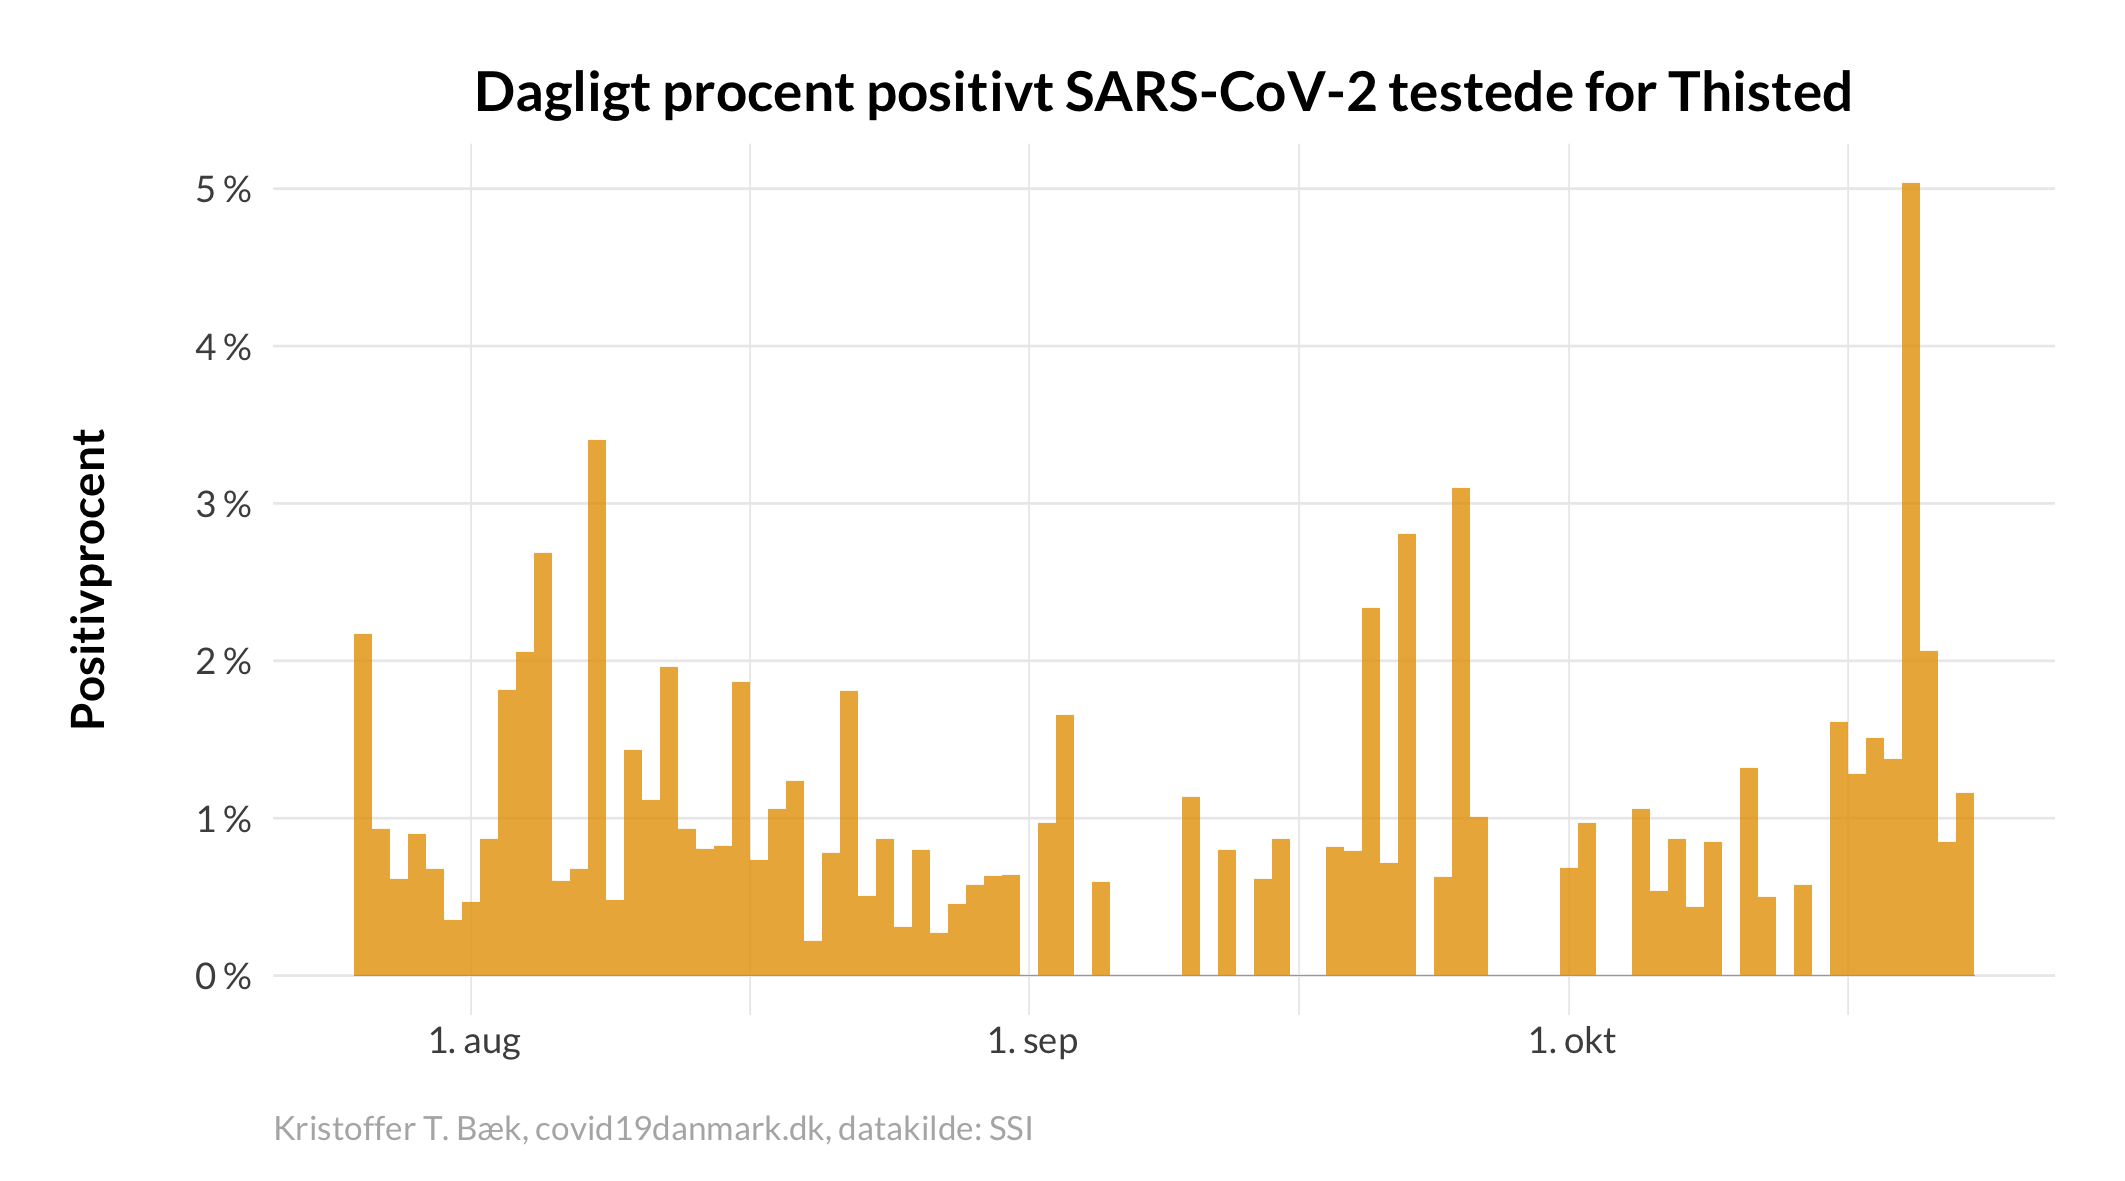 Dagligt procent positivt SARS-CoV-2 testede for Thisted
Positivprocent
5 %
4 %
3 %
2 %
1 %
0 %
1. aug
1. sep
1. okt
Kristoffer T. Bæk, covid19danmark.dk, datakilde: SSI